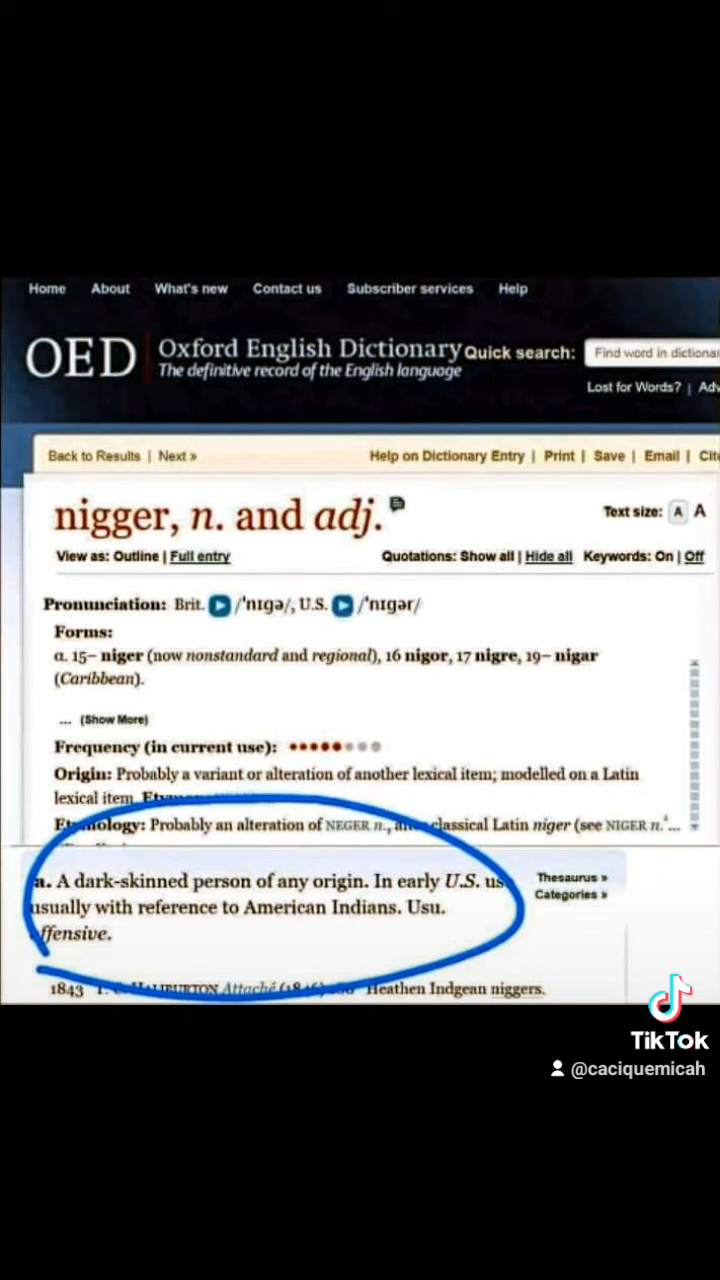 Home About What's new Contact us Subscriber services Help
OED Oxford English Dictionary Quick search: Find word in dictionar
The definitive record of the English language
Lost for Words? | Adv
Back to Results | Next » Help on Dictionary Entry | Print | Save | Email | Cite
nigger, n. and adj.
Text size: A A
View as: Outline | Full entry Quotations: Show all | Hide all Keywords: On | Off
Pronunciation: Brit. /ˈnɪɡə/, U.S. /ˈnɪɡər/
Forms:
α. 15– niger (now nonstandard and regional), 16 nigor, 17 nigre, 19– nigar
(Caribbean).
... (Show More)
Frequency (in current use):
Origin: Probably a variant or alteration of another lexical item; modelled on a Latin
lexical item.
Etymology: Probably an alteration of NEGER n., classical Latin niger (see NIGER n. ...
a. A dark-skinned person of any origin. In early U.S. us
usually with reference to American Indians. Usu.
offensive.
Thesaurus »
Categories »
1843 HALIBURTON Attaché Heathen Indgean niggers.
TikTok
@caciquemicah